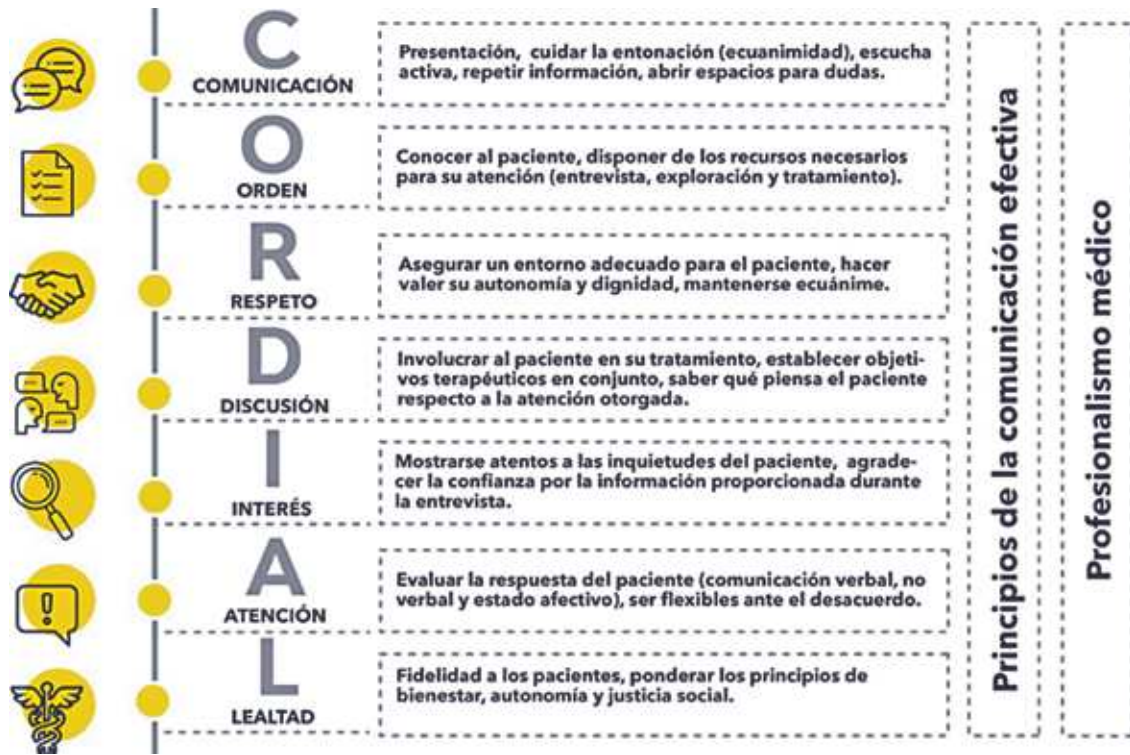 C
COMUNICACIÓN
Presentación, cuidar la entonación (ecuanimidad), escucha
activa, repetir información, abrir espacios para dudas.
O
ORDEN
Conocer al paciente, disponer de los recursos necesarios
para su atención (entrevista, exploración y tratamiento).
R
RESPETO
Asegurar un entorno adecuado para el paciente, hacer
valer su autonomía y dignidad, mantenerse ecuánime.
D
DISCUSIÓN
Involucrar al paciente en su tratamiento, establecer objeti-
vos terapéuticos en conjunto, saber qué piensa el paciente
respecto a la atención otorgada.
I
INTERÉS
Mostrarse atentos a las inquietudes del paciente, agrade-
cer la confianza por la información proporcionada durante
la entrevista.
A
ATENCIÓN
Evaluar la respuesta del paciente (comunicación verbal, no
verbal y estado afectivo), ser flexibles ante el desacuerdo.
L
LEALTAD
Fidelidad a los pacientes, ponderar los principios de
bienestar, autonomía y justicia social.
Principios de la comunicación efectiva
Profesionalismo médico